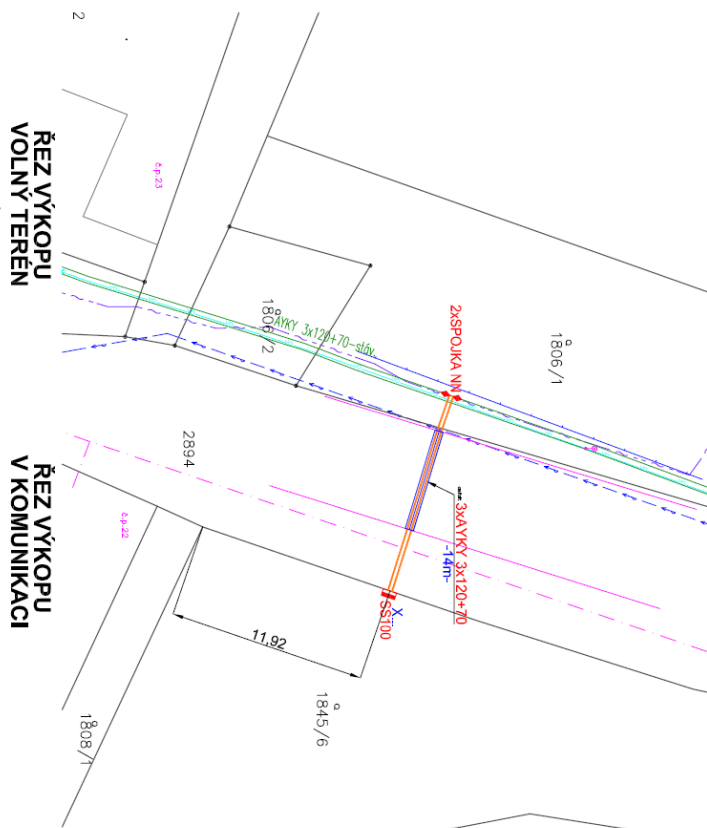 2
ŘEZ VÝKOPU
VOLNÝ TERÉN
č.p.23
AYKY 3x120+70-stáv.
1806/2
2xSPOJKA NN
1806/1
2894
ŘEZ VÝKOPU
V KOMUNIKACI
č.p.22
3xAYKY 3x120+70
-14m-
X
SS100
11,92
1845/6
1808/1